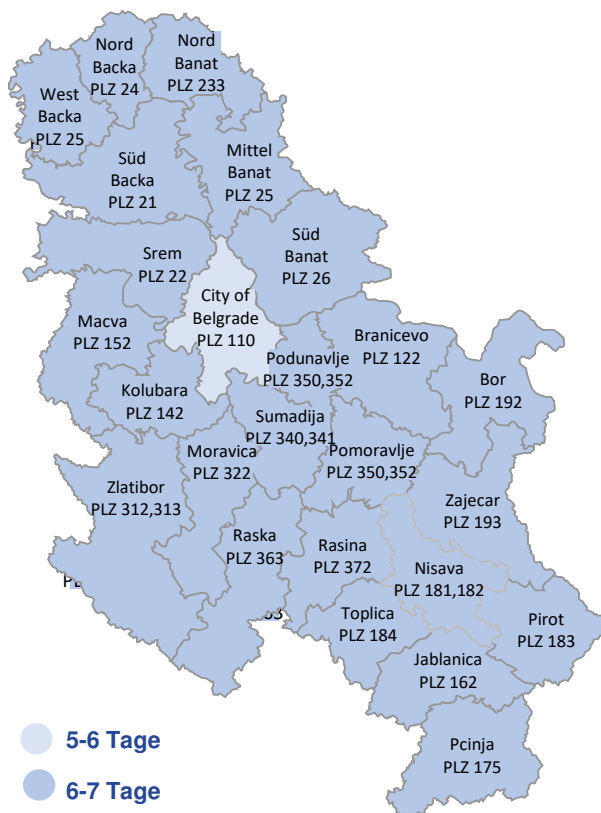 Nord
Backa
PLZ 24
Nord
Banat
PLZ 233
West
Backa
PLZ 25
Süd
Backa
PLZ 21
Mittel
Banat
PLZ 25
Srem
PLZ 22
Süd
Banat
PLZ 26
City of
Belgrade
PLZ 110
Macva
PLZ 152
Branicevo
PLZ 122
Podunavlje
PLZ 350,352
Bor
PLZ 192
Kolubara
PLZ 142
Sumadija
PLZ 340,341
Moravica
PLZ 322
Pomoravlje
PLZ 350,352
Zlatibor
PLZ 312,313
Zajecar
PLZ 193
Raska
PLZ 363
Rasina
PLZ 372
Nisava
PLZ 181,182
Toplica
PLZ 184
Pirot
PLZ 183
Jablanica
PLZ 162
Pcinja
PLZ 175
5-6 Tage
6-7 Tage